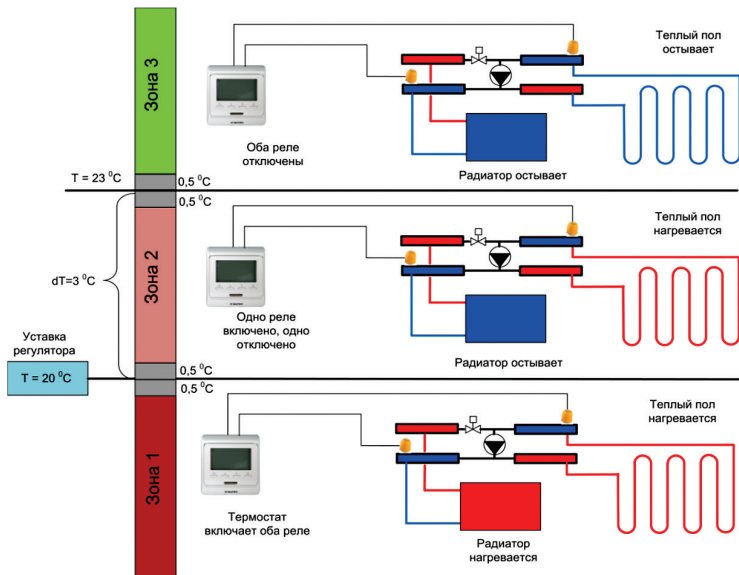 Зона 3
Оба реле
отключены
Теплый пол
остывает
Радиатор остывает
T = 23 ⁰C
0,5 ⁰C
0,5 ⁰C
Зона 2
dT=3 ⁰C
Одно реле
включено, одно
отключено
Теплый пол
нагревается
Радиатор остывает
Уставка
регулятора
T = 20 ⁰C
0,5 ⁰C
0,5 ⁰C
Зона 1
Термостат
включает оба реле
Теплый пол
нагревается
Радиатор
нагревается